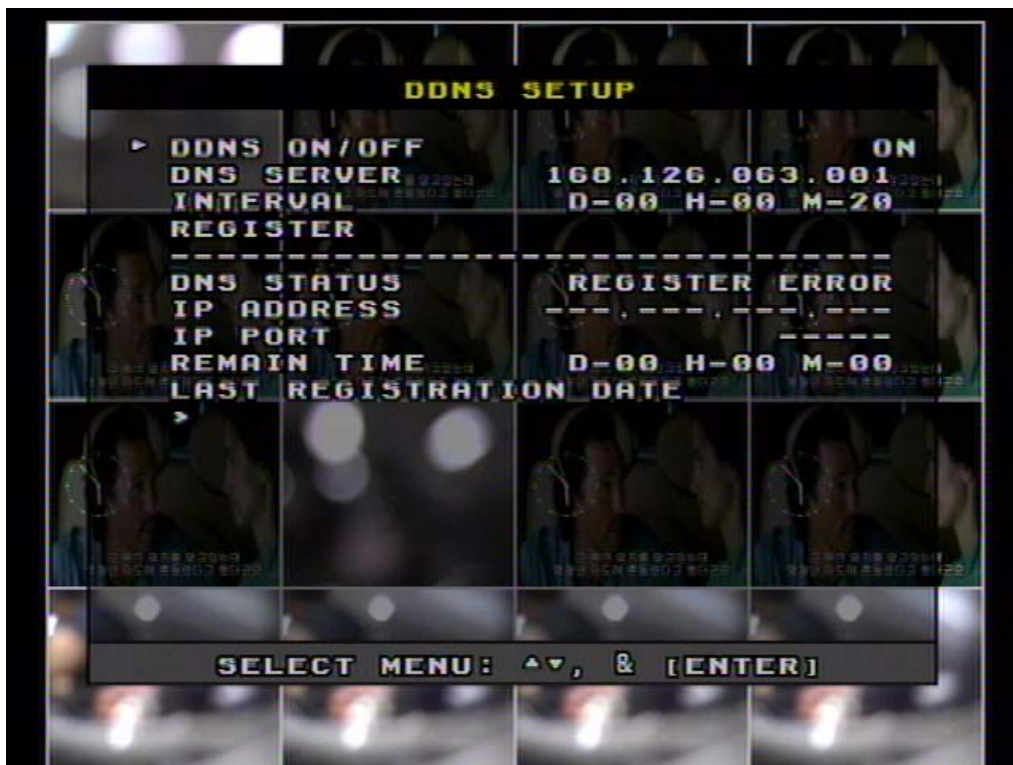 DDNS SETUP
► DDNS ON/OFF ON
DNS SERVER 168.126.063.001
INTERVAL D-00 H-00 M-20
REGISTER
-------------------------------
DNS STATUS REGISTER ERROR
IP ADDRESS ---.---.---.---
IP PORT -----
REMAIN TIME D-00 H-00 M-00
LAST REGISTRATION DATE
>
SELECT MENU: ▲▼, & [ENTER]